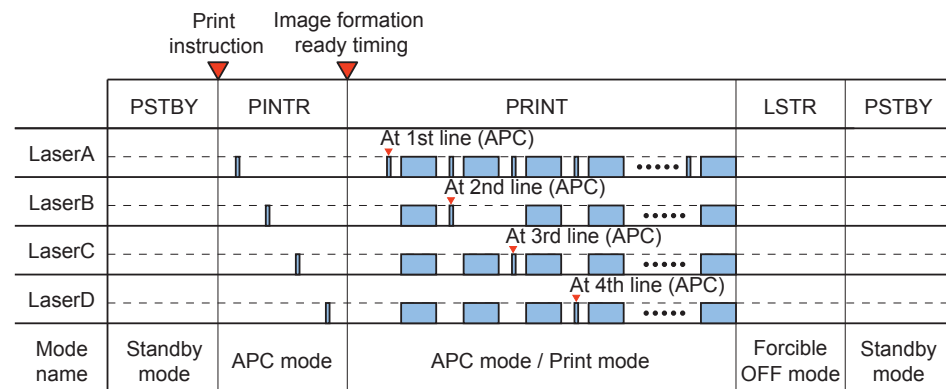 Print
instruction
Image formation
ready timing
PSTBY PINTR PRINT LSTR PSTBY
At 1st line (APC)
LaserA
At 2nd line (APC)
LaserB
At 3rd line (APC)
LaserC
At 4th line (APC)
LaserD
Mode
name
Standby
mode
APC mode
APC mode / Print mode
Forcible
OFF mode
Standby
mode